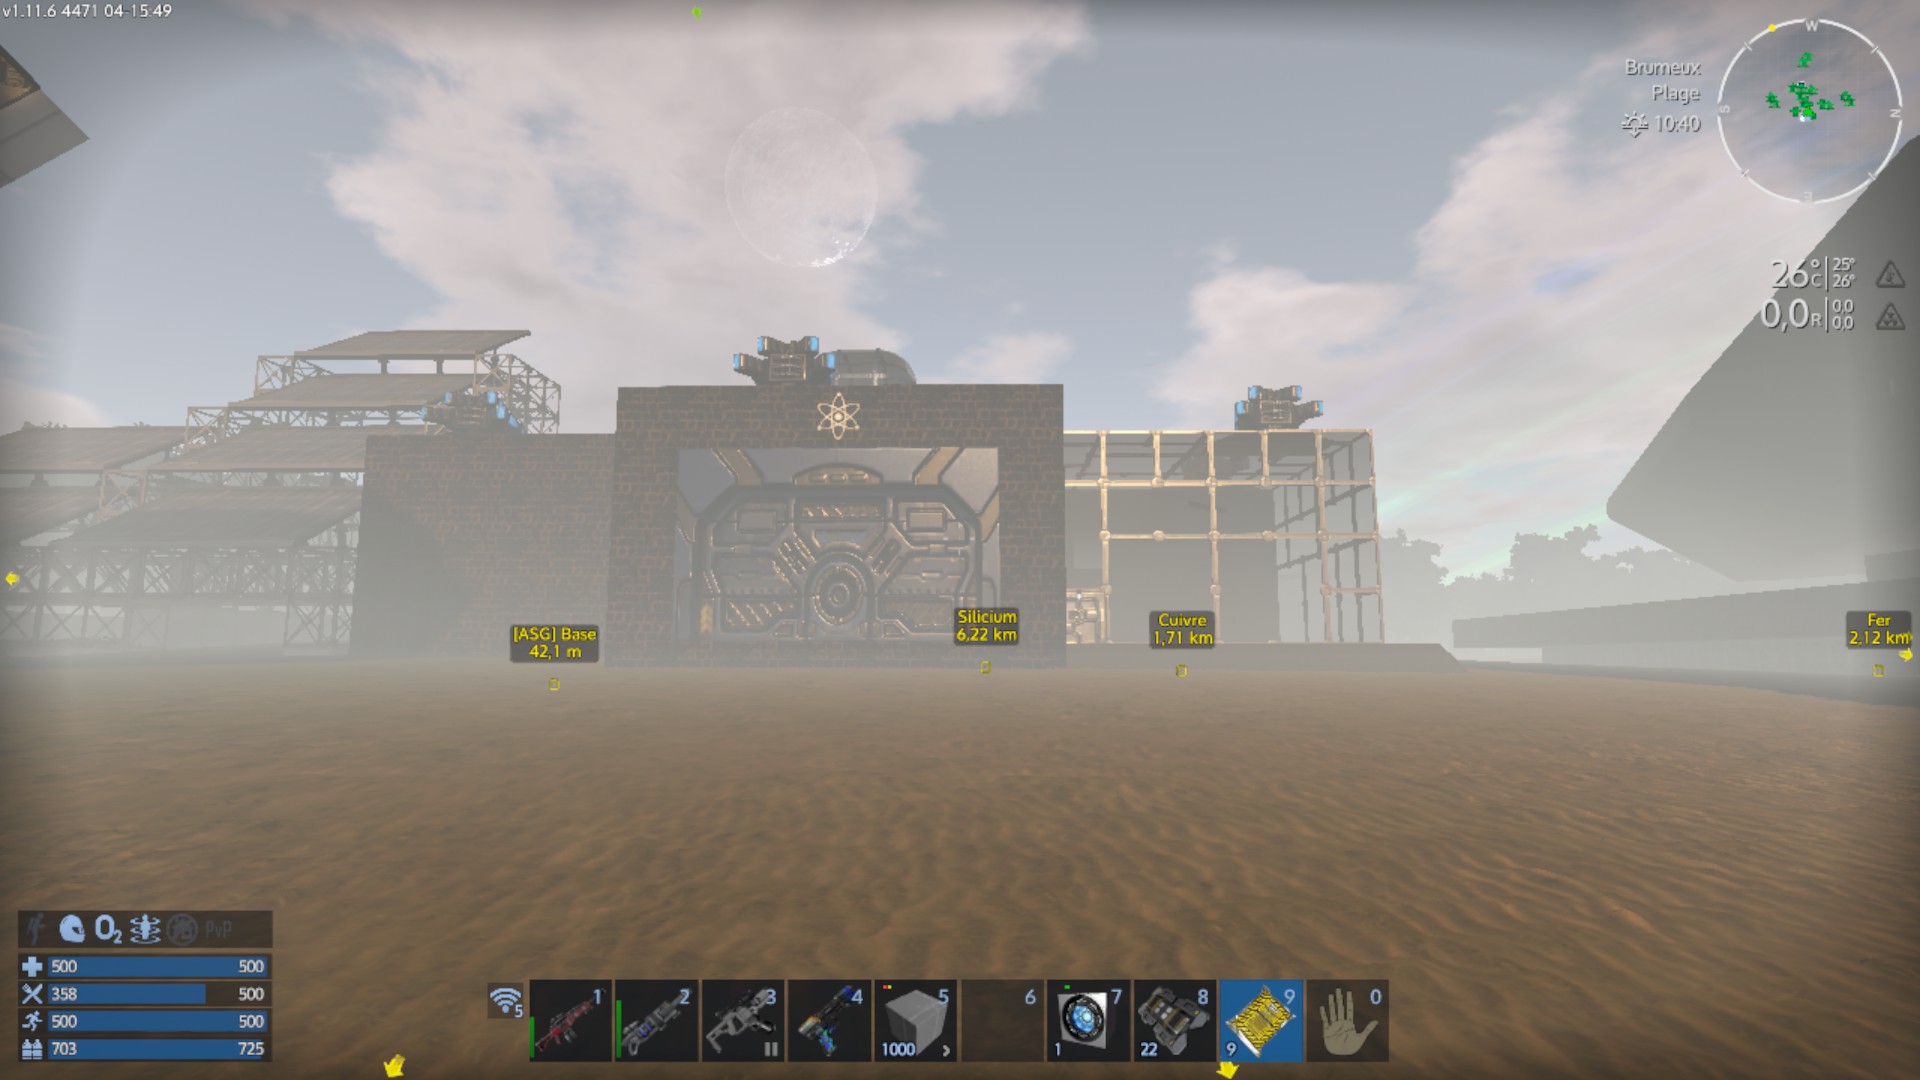 v1.11.6 4471 04-15:49
W
N
S
E
Brumeux
Plage
10:40
26°C 25° 26°
0,0R 0,0 0,0
[ASG] Base
42,1 m
Silicium
6,22 km
Cuivre
1,71 km
Fer
2,12 km
O2 PvP
500 500
358 500
500 500
703 725
5
1 2 3 4 5 6 7 8 9 0
1000 1 22 9